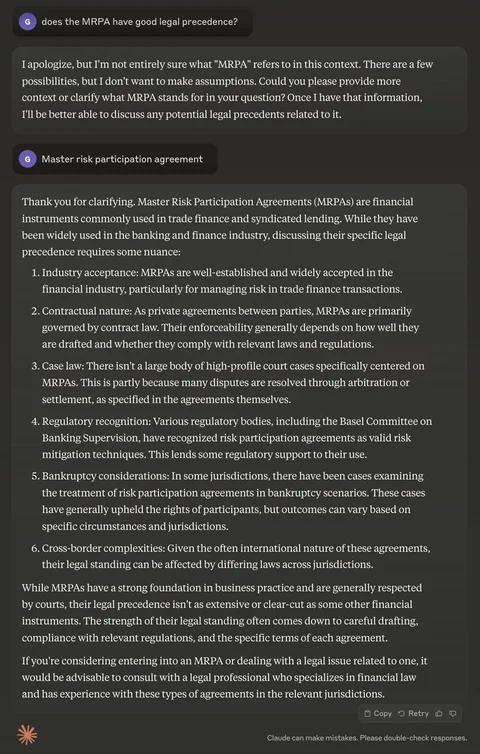 G does the MRPA have good legal precedence?
I apologize, but I'm not entirely sure what "MRPA" refers to in this context. There are a few
possibilities, but I don't want to make assumptions. Could you please provide more
context or clarify what MRPA stands for in your question? Once I have that information,
I'll be better able to discuss any potential legal precedents related to it.
G Master risk participation agreement
Thank you for clarifying. Master Risk Participation Agreements (MRPAs) are financial
instruments commonly used in trade finance and syndicated lending. While they have
been widely used in the banking and finance industry, discussing their specific legal
precedence requires some nuance:
1. Industry acceptance: MRPAs are well-established and widely accepted in the
financial industry, particularly for managing risk in trade finance transactions.
2. Contractual nature: As private agreements between parties, MRPAs are primarily
governed by contract law. Their enforceability generally depends on how well they
are drafted and whether they comply with relevant laws and regulations.
3. Case law: There isn't a large body of high-profile court cases specifically centered on
MRPAs. This is partly because many disputes are resolved through arbitration or
settlement, as specified in the agreements themselves.
4. Regulatory recognition: Various regulatory bodies, including the Basel Committee on
Banking Supervision, have recognized risk participation agreements as valid risk
mitigation techniques. This lends some regulatory support to their use.
5. Bankruptcy considerations: In some jurisdictions, there have been cases examining
the treatment of risk participation agreements in bankruptcy scenarios. These cases
have generally upheld the rights of participants, but outcomes can vary based on
specific circumstances and jurisdictions.
6. Cross-border complexities: Given the often international nature of these agreements,
their legal standing can be affected by differing laws across jurisdictions.
While MRPAs have a strong foundation in business practice and are generally respected
by courts, their legal precedence isn't as extensive or clear-cut as some other financial
instruments. The strength of their legal standing often comes down to careful drafting,
compliance with relevant regulations, and the specific terms of each agreement.
If you're considering entering into an MRPA or dealing with a legal issue related to one, it
would be advisable to consult with a legal professional who specializes in financial law
and has experience with these types of agreements in the relevant jurisdictions.
Copy Retry
Claude can make mistakes. Please double-check responses.